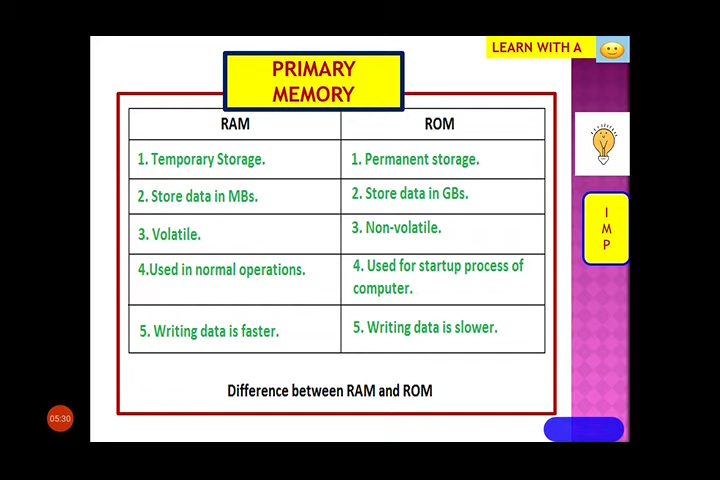 LEARN WITH A
PRIMARY
MEMORY
RAM
ROM
1. Temporary Storage.
1. Permanent storage.
2. Store data in MBs.
2. Store data in GBs.
3. Volatile.
3. Non-volatile.
4.Used in normal operations.
4. Used for startup process of
computer.
5. Writing data is faster.
5. Writing data is slower.
Difference between RAM and ROM
I
M
P
05:30